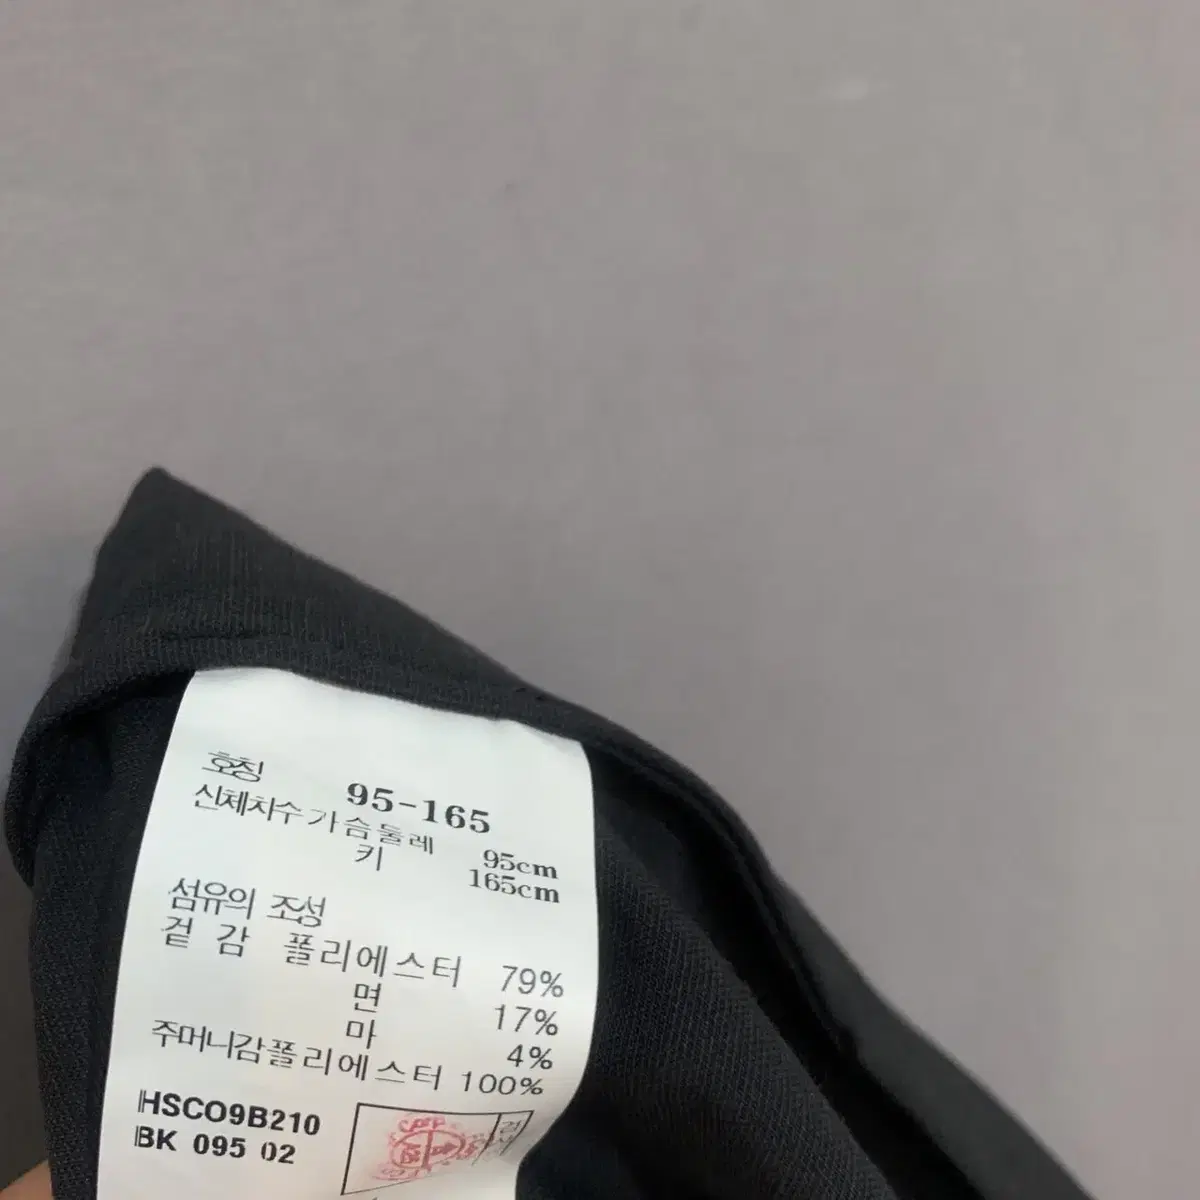 호칭 95-165
신체치수 가슴둘레 95cm
키 165cm
섬유의 조성
겉감 폴리에스터 79%
면 17%
마 4%
주머니감 폴리에스터 100%
HSCO9B210
BK 095 02